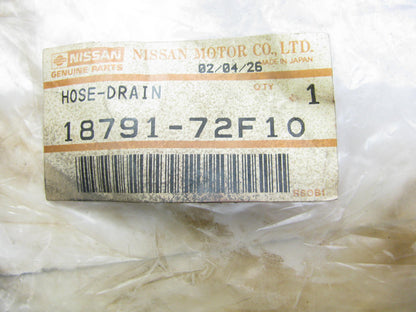 NISSAN NISSAN MOTOR CO., LTD.
GENUINE PARTS 02/04/26 MADE IN JAPAN
HOSE-DRAIN QTY 1
18791-72F10